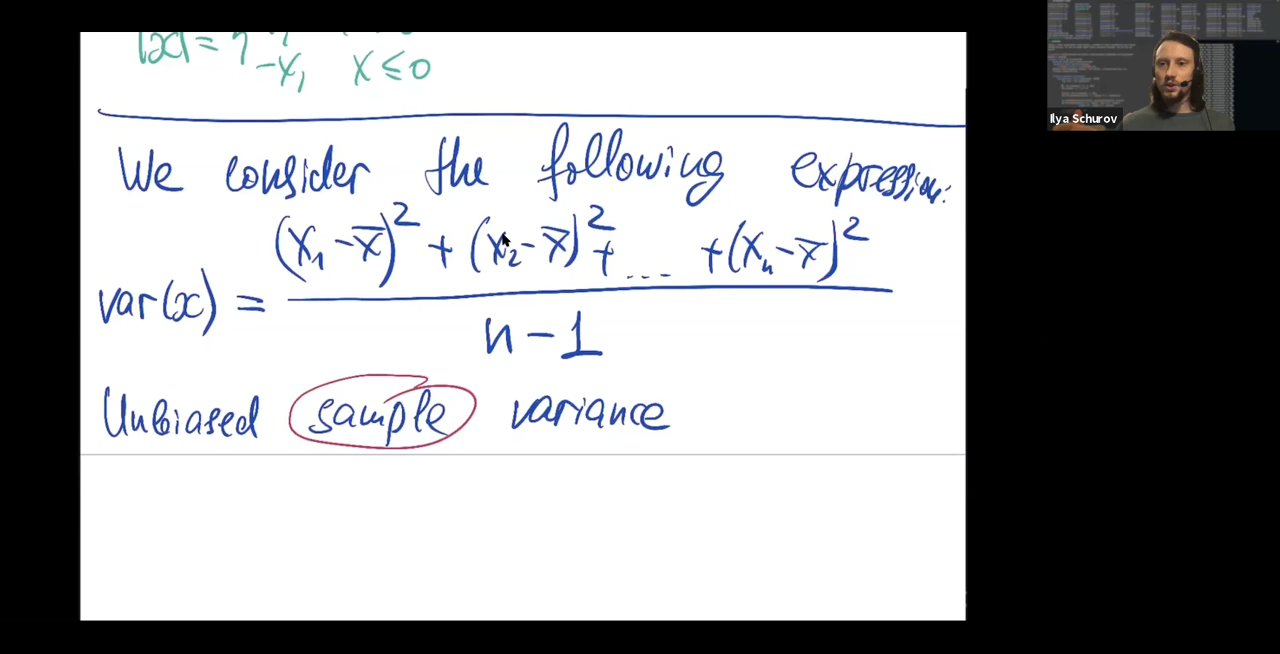 |x| = {
-x, x ≤ 0
We consider the following expression:
var(x) = ((x₁ - x̄)² + (x₂ - x̄)² + ... + (xₙ - x̄)²) / (n - 1)
Unbiased sample variance
Ilya Schurov